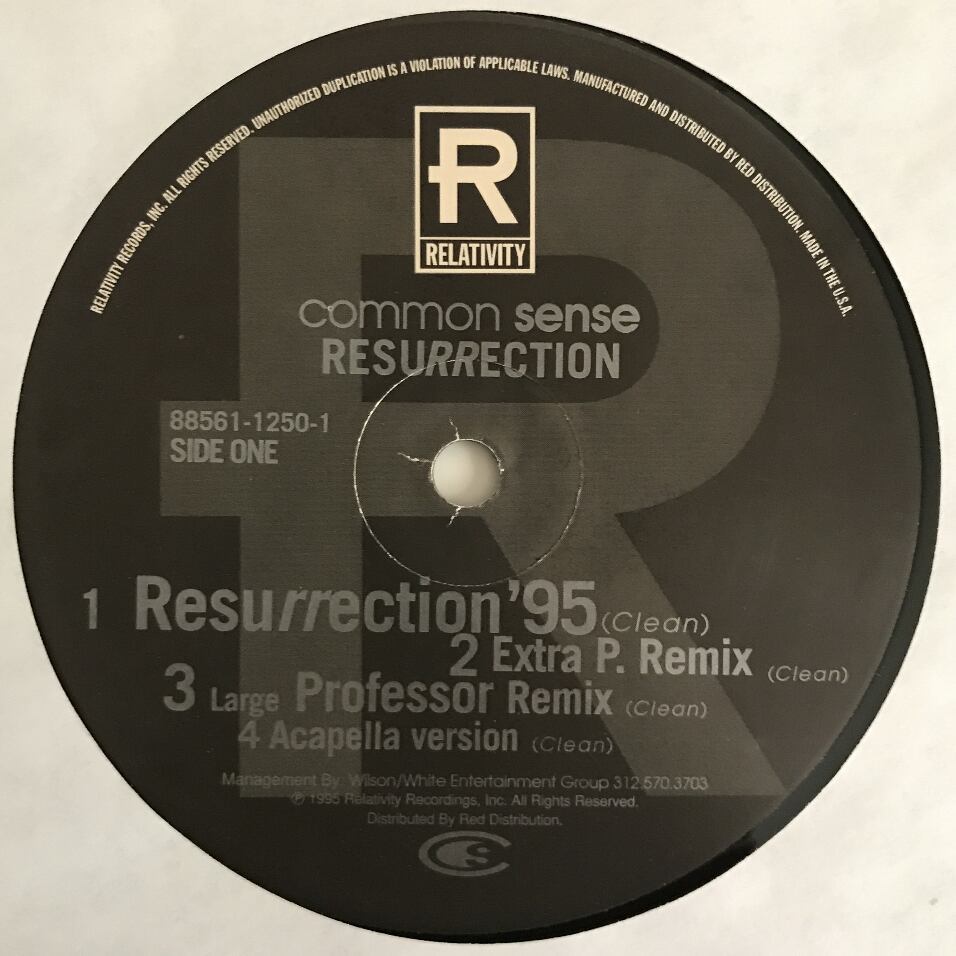 RELATIVITY RECORDS, INC. ALL RIGHTS RESERVED. UNAUTHORIZED DUPLICATION IS A VIOLATION OF APPLICABLE LAWS. MANUFACTURED AND DISTRIBUTED BY RED DISTRIBUTION. MADE IN THE U.S.A.
R
RELATIVITY
common sense
RESURRECTION
88561-1250-1
SIDE ONE
1 Resurrection '95 (Clean)
2 Extra P. Remix (Clean)
3 Large Professor Remix (Clean)
4 Acapella version (Clean)
Management By: Wilson/White Entertainment Group 312.570.3703
℗ 1995 Relativity Recordings, Inc. All Rights Reserved.
Distributed By Red Distribution.
CS